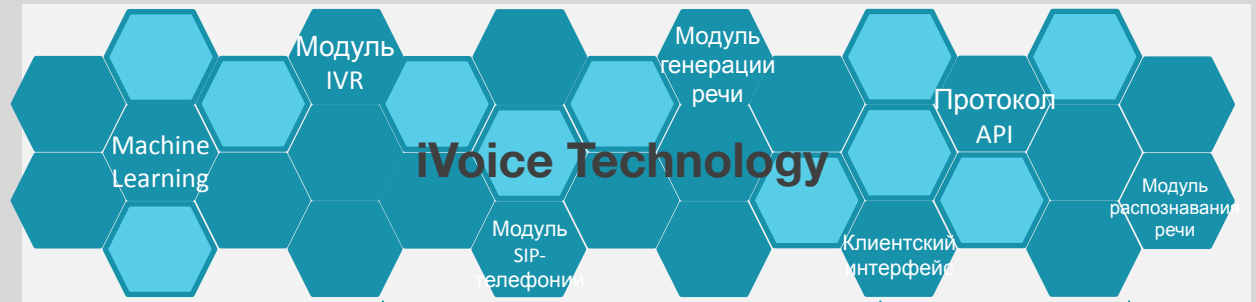 Модуль
IVR
Модуль
генерации
речи
Протокол
API
Machine
Learning
iVoice Technology
Модуль
распознавания
речи
Модуль
SIP-
телефонии
Клиентский
интерфейс